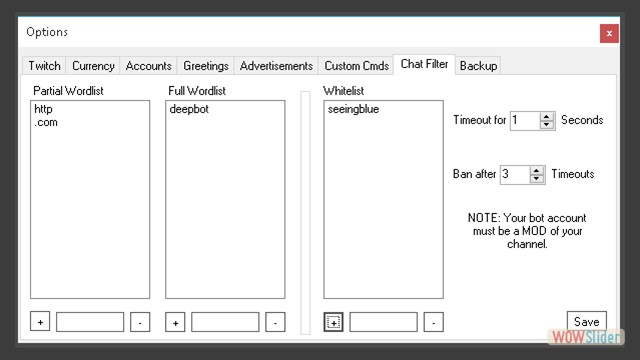 Options
x
Twitch Currency Accounts Greetings Advertisements Custom Cmds Chat Filter Backup
Partial Wordlist Full Wordlist Whitelist
http deepbot seeingblue
.com
Timeout for 1 Seconds
Ban after 3 Timeouts
NOTE: Your bot account
must be a MOD of your
channel.
+ - + - + -
Save
WOWSlider